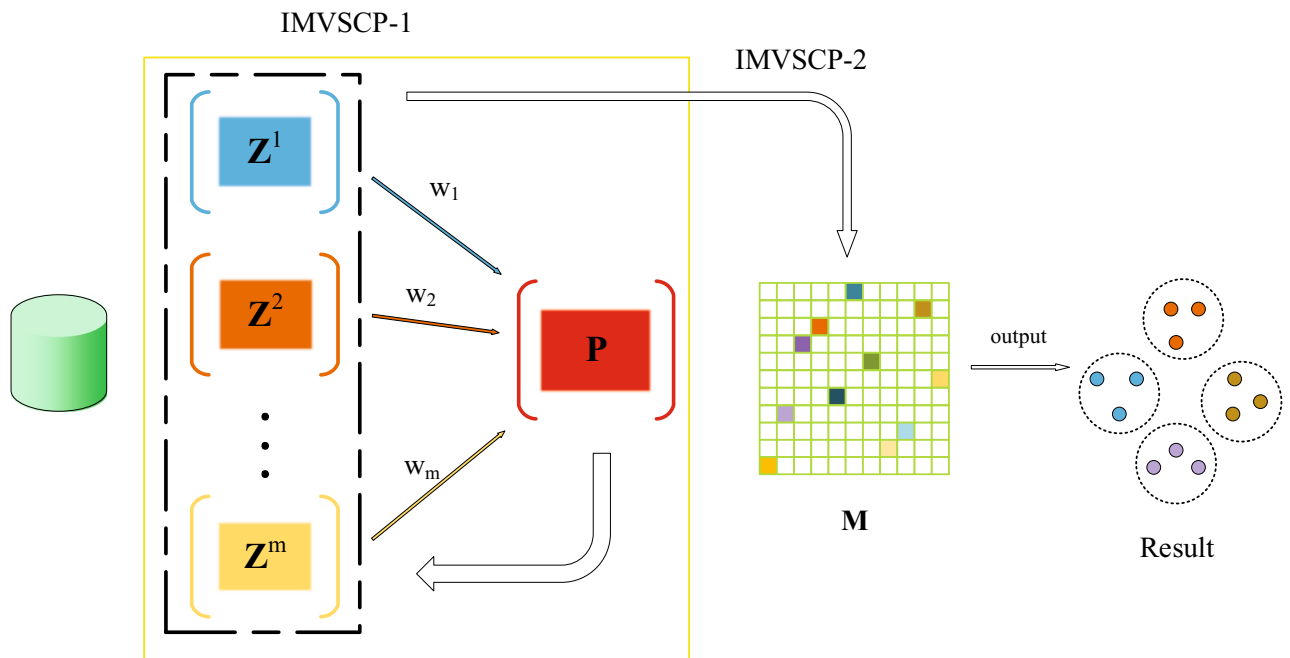 IMVSCP-1
IMVSCP-2
Z¹
w₁
Z²
w₂
P
output
wₘ
M
Zᵐ
Result